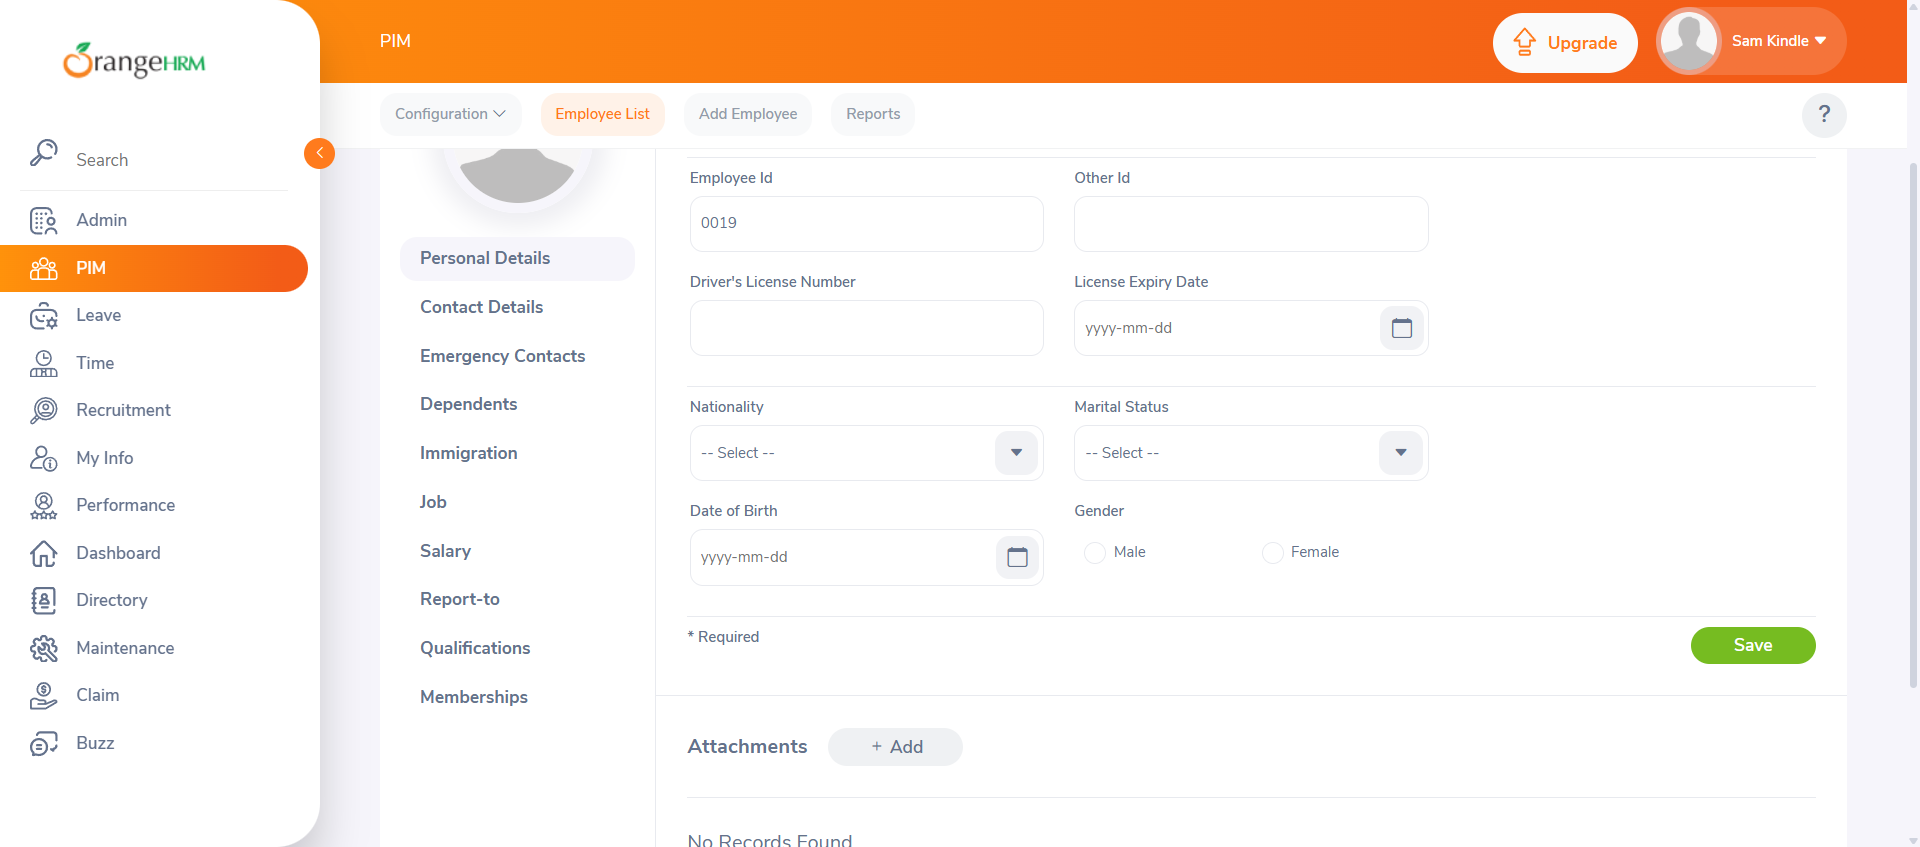 OrangeHRM
PIM
Upgrade
Sam Kindle
Configuration
Employee List
Add Employee
Reports
?
Search
Admin
PIM
Leave
Time
Recruitment
My Info
Performance
Dashboard
Directory
Maintenance
Claim
Buzz
Personal Details
Contact Details
Emergency Contacts
Dependents
Immigration
Job
Salary
Report-to
Qualifications
Memberships
Employee Id
Other Id
0019
Driver's License Number
License Expiry Date
yyyy-mm-dd
Nationality
Marital Status
-- Select --
-- Select --
Date of Birth
Gender
yyyy-mm-dd
Male
Female
* Required
Save
Attachments
+ Add
No Records Found